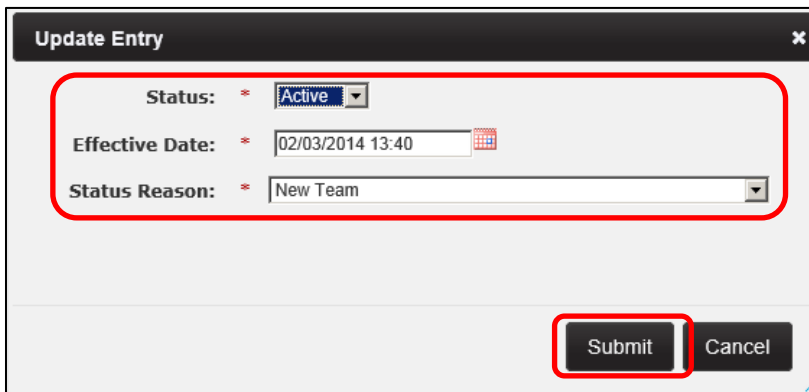 Update Entry ×
Status: * Active
Effective Date: * 02/03/2014 13:40
Status Reason: * New Team
Submit Cancel